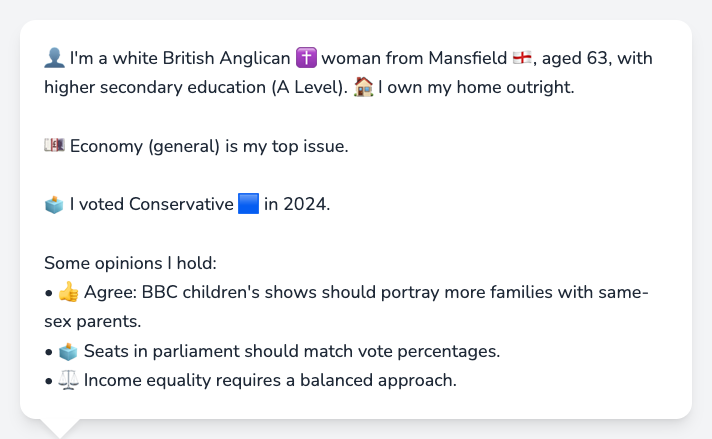 👤 I'm a white British Anglican ✝️ woman from Mansfield 🏴󠁧󠁢󠁥󠁮󠁧󠁿, aged 63, with
higher secondary education (A Level). 🏠 I own my home outright.
💷 Economy (general) is my top issue.
🗳️ I voted Conservative 🟦 in 2024.
Some opinions I hold:
• 👍 Agree: BBC children's shows should portray more families with same-
sex parents.
• 🗳️ Seats in parliament should match vote percentages.
• ⚖️ Income equality requires a balanced approach.